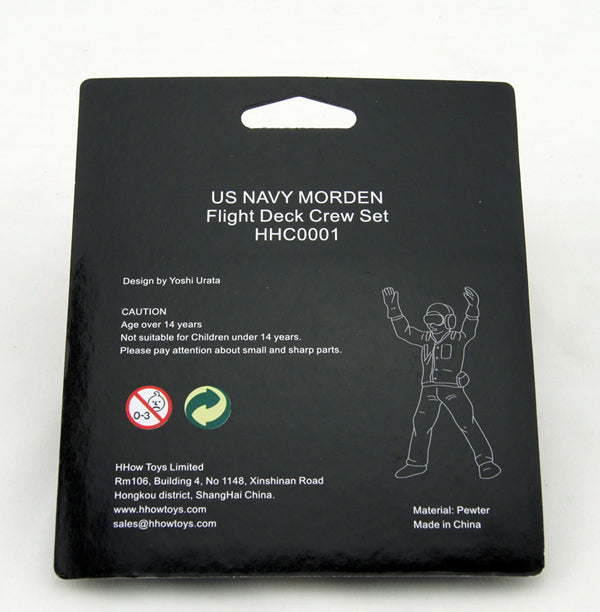 US NAVY MORDEN
Flight Deck Crew Set
HHC0001
Design by Yoshi Urata
CAUTION
Age over 14 years
Not suitable for Children under 14 years.
Please pay attention about small and sharp parts.
0-3
HHow Toys Limited
Rm106, Building 4, No 1148, Xinshinan Road
Hongkou district, ShangHai China.
www.hhowtoys.com
sales@hhowtoys.com
Material: Pewter
Made in China